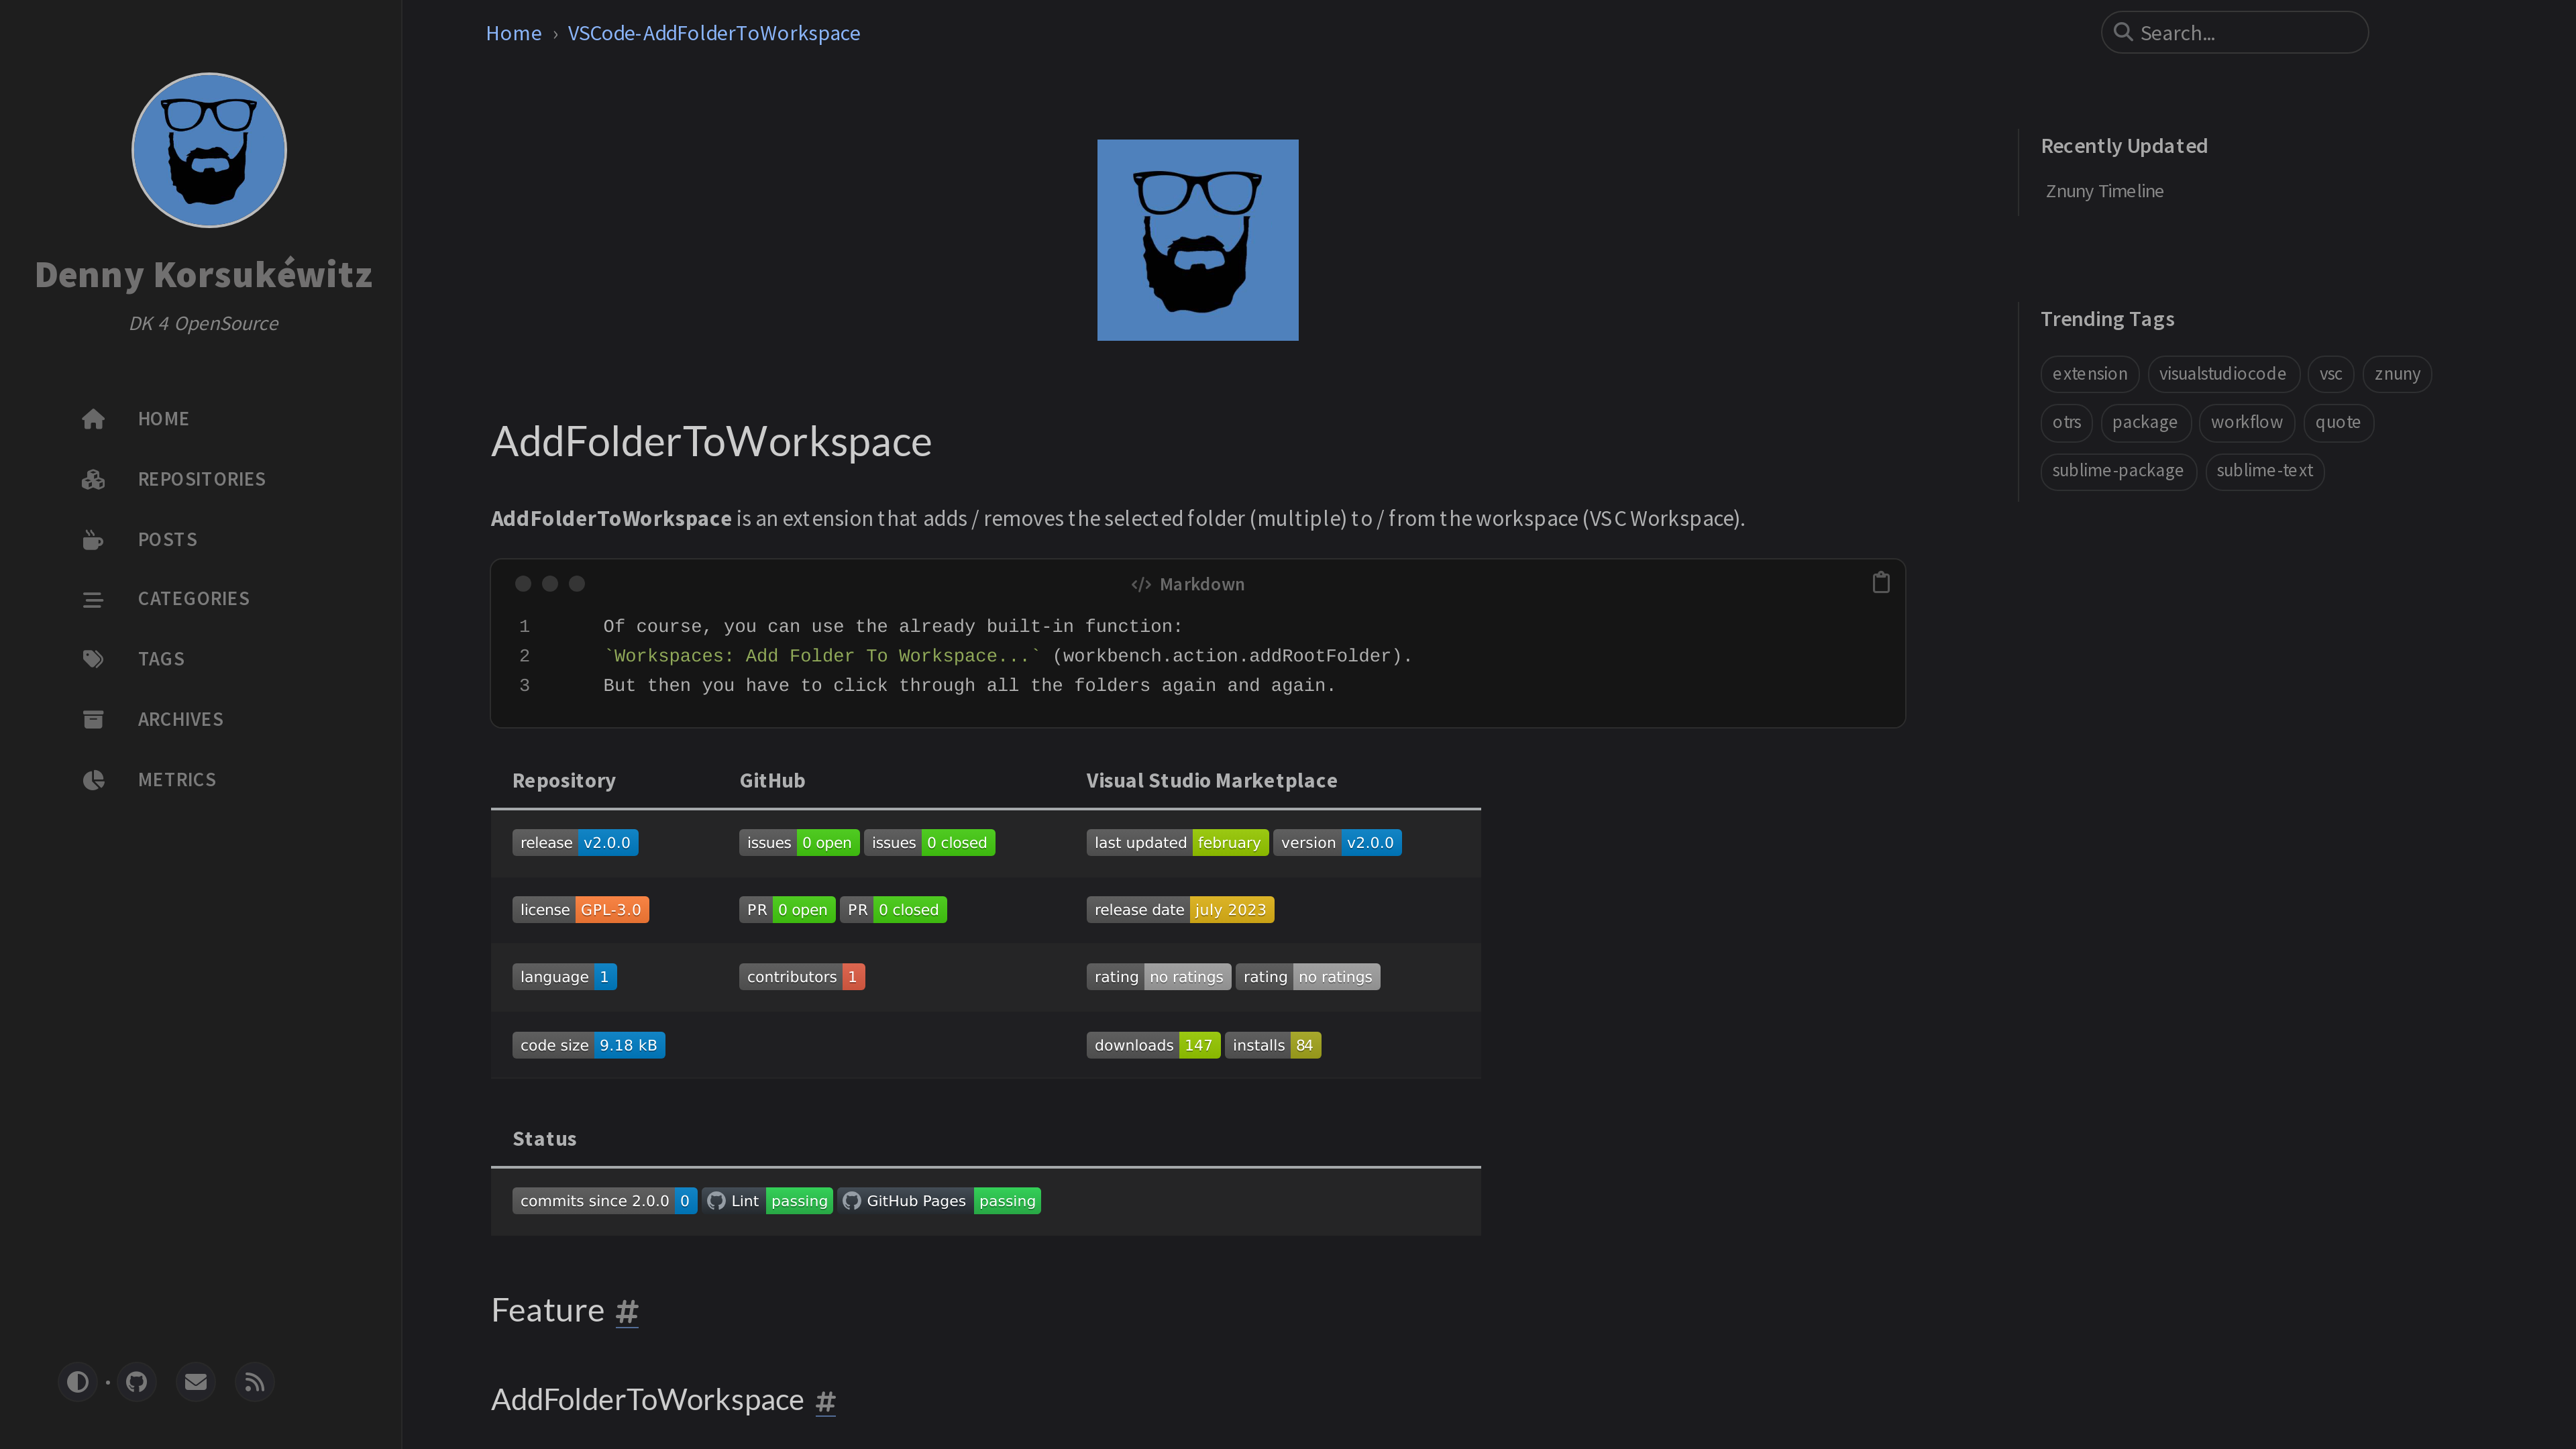 Denny Korsukéwitz
DK 4 OpenSource
HOME
REPOSITORIES
POSTS
CATEGORIES
TAGS
ARCHIVES
METRICS
Home › VSCode-AddFolderToWorkspace
Search...
AddFolderToWorkspace
AddFolderToWorkspace is an extension that adds / removes the selected folder (multiple) to / from the workspace (VSC Workspace).
Markdown
1 Of course, you can use the already built-in function:
2 `Workspaces: Add Folder To Workspace...` (workbench.action.addRootFolder).
3 But then you have to click through all the folders again and again.
Repository GitHub Visual Studio Marketplace
release v2.0.0 issues 0 open issues 0 closed last updated february version v2.0.0
license GPL-3.0 PR 0 open PR 0 closed release date july 2023
language 1 contributors 1 rating no ratings rating no ratings
code size 9.18 kB downloads 147 installs 84
Status
commits since 2.0.0 0 Lint passing GitHub Pages passing
Feature #
AddFolderToWorkspace #
Recently Updated
Znuny Timeline
Trending Tags
extension visualstudiocode vsc znuny
otrs package workflow quote
sublime-package sublime-text